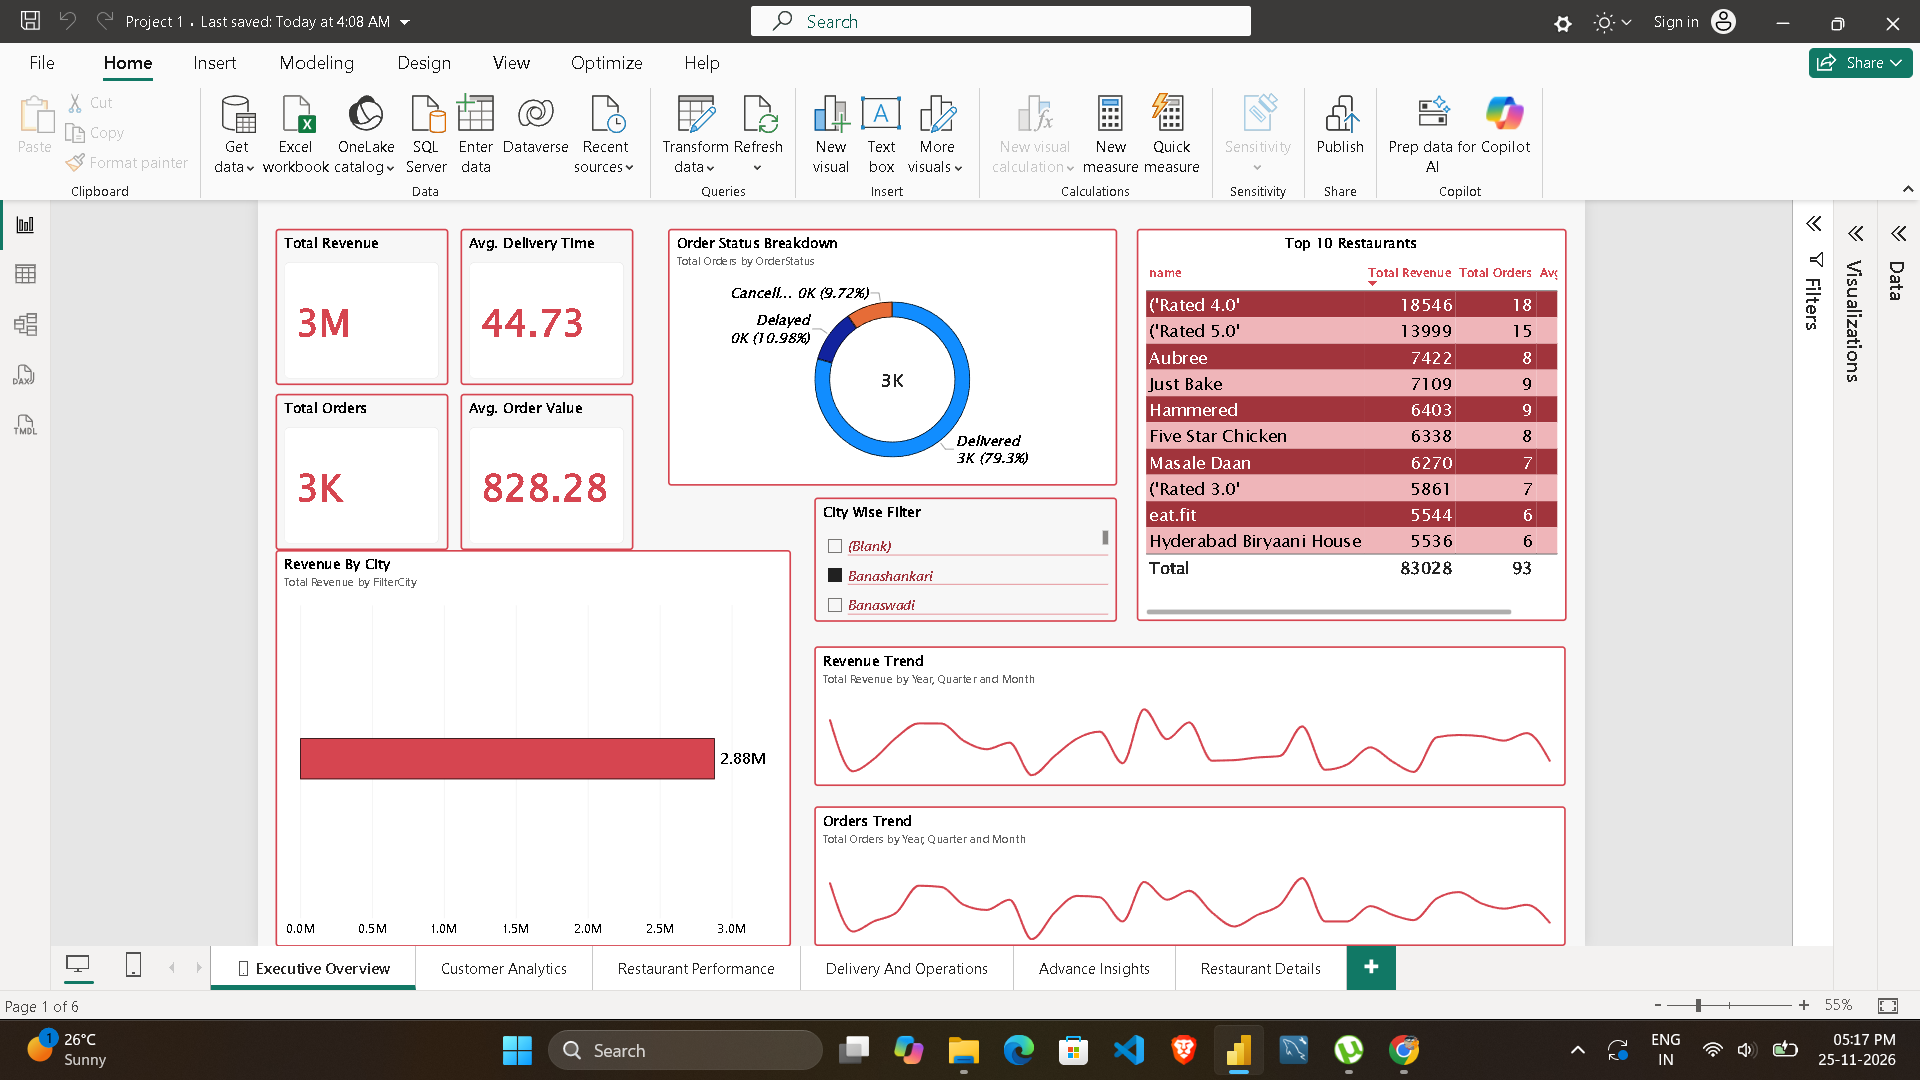 Project 1 • Last saved: Today at 4:08 AM
Search
Sign in
File
Home
Insert
Modeling
Design
View
Optimize
Help
Share
Paste
Cut
Copy
Format painter
Clipboard
Get data
Excel workbook
OneLake catalog
SQL Server
Enter data
Dataverse
Recent sources
Data
Transform data
Refresh
Queries
New visual
Text box
More visuals
Insert
New visual calculation
New measure
Quick measure
Calculations
Sensitivity
Sensitivity
Publish
Share
Prep data for AI
Copilot
Copilot
DAX
TMDL
Total Revenue
3M
Avg. Delivery Time
44.73
Total Orders
3K
Avg. Order Value
828.28
Order Status Breakdown
Total Orders by OrderStatus
Cancell... 0K (9.72%)
Delayed
0K (10.98%)
3K
Delivered
3K (79.3%)
City Wise Filter
(Blank)
Banashankari
Banaswadi
Top 10 Restaurants
name Total Revenue Total Orders Avg
('Rated 4.0' 18546 18
('Rated 5.0' 13999 15
Aubree 7422 8
Just Bake 7109 9
Hammered 6403 9
Five Star Chicken 6338 8
Masale Daan 6270 7
('Rated 3.0' 5861 7
eat.fit 5544 6
Hyderabad Biryaani House 5536 6
Total 83028 93
Revenue By City
Total Revenue by FilterCity
2.88M
0.0M 0.5M 1.0M 1.5M 2.0M 2.5M 3.0M
Revenue Trend
Total Revenue by Year, Quarter and Month
Orders Trend
Total Orders by Year, Quarter and Month
Filters
Visualizations
Data
Executive Overview
Customer Analytics
Restaurant Performance
Delivery And Operations
Advance Insights
Restaurant Details
Page 1 of 6
55%
1
26°C
Sunny
Search
ENG
IN
05:17 PM
25-11-2026